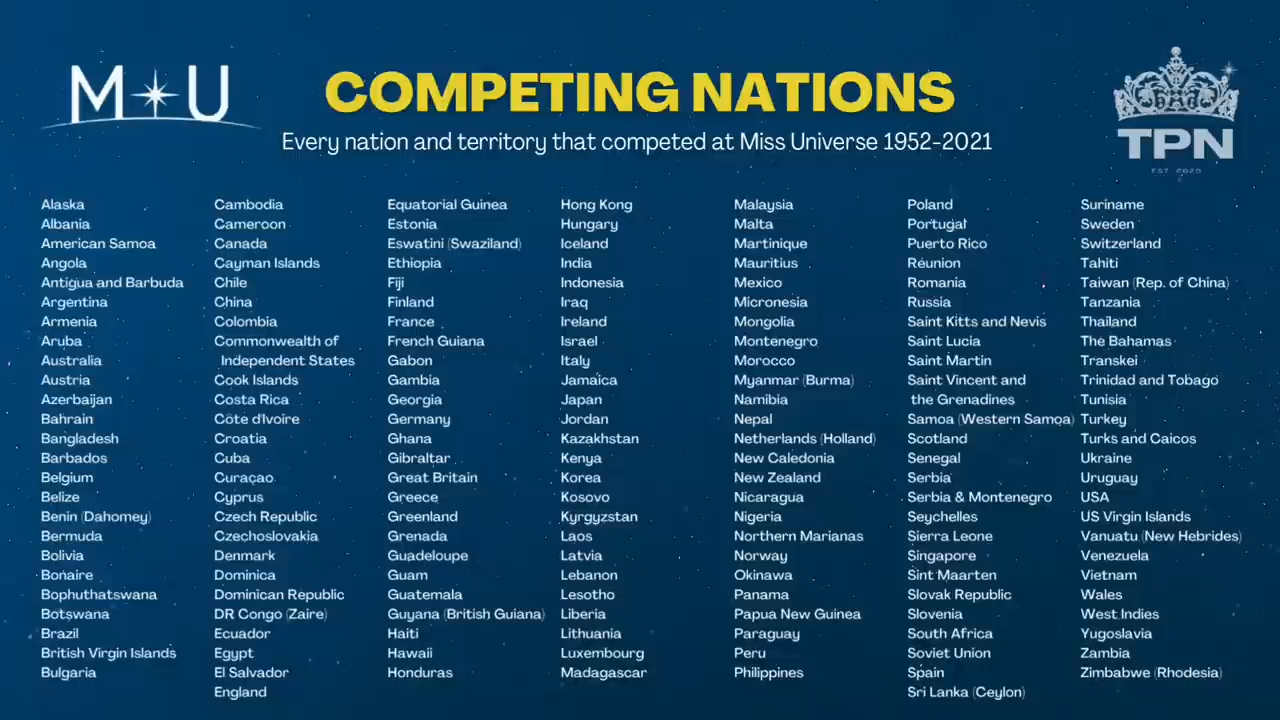 M U
COMPETING NATIONS
Every nation and territory that competed at Miss Universe 1952-2021
TPN
EST 2020
Alaska
Albania
American Samoa
Angola
Antigua and Barbuda
Argentina
Armenia
Aruba
Australia
Austria
Azerbaijan
Bahrain
Bangladesh
Barbados
Belgium
Belize
Benin (Dahomey)
Bermuda
Bolivia
Bonaire
Bophuthatswana
Botswana
Brazil
British Virgin Islands
Bulgaria
Cambodia
Cameroon
Canada
Cayman Islands
Chile
China
Colombia
Commonwealth of
Independent States
Cook Islands
Costa Rica
Côte d'Ivoire
Croatia
Cuba
Curaçao
Cyprus
Czech Republic
Czechoslovakia
Denmark
Dominica
Dominican Republic
DR Congo (Zaire)
Ecuador
Egypt
El Salvador
England
Equatorial Guinea
Estonia
Eswatini (Swaziland)
Ethiopia
Fiji
Finland
France
French Guiana
Gabon
Gambia
Georgia
Germany
Ghana
Gibraltar
Great Britain
Greece
Greenland
Grenada
Guadeloupe
Guam
Guatemala
Guyana (British Guiana)
Haiti
Hawaii
Honduras
Hong Kong
Hungary
Iceland
India
Indonesia
Iraq
Ireland
Israel
Italy
Jamaica
Japan
Jordan
Kazakhstan
Kenya
Korea
Kosovo
Kyrgyzstan
Laos
Latvia
Lebanon
Lesotho
Liberia
Lithuania
Luxembourg
Madagascar
Malaysia
Malta
Martinique
Mauritius
Mexico
Micronesia
Mongolia
Montenegro
Morocco
Myanmar (Burma)
Namibia
Nepal
Netherlands (Holland)
New Caledonia
New Zealand
Nicaragua
Nigeria
Northern Marianas
Norway
Okinawa
Panama
Papua New Guinea
Paraguay
Peru
Philippines
Poland
Portugal
Puerto Rico
Réunion
Romania
Russia
Saint Kitts and Nevis
Saint Lucia
Saint Martin
Saint Vincent and
the Grenadines
Samoa (Western Samoa)
Scotland
Senegal
Serbia
Serbia & Montenegro
Seychelles
Sierra Leone
Singapore
Sint Maarten
Slovak Republic
Slovenia
South Africa
Soviet Union
Spain
Sri Lanka (Ceylon)
Suriname
Sweden
Switzerland
Tahiti
Taiwan (Rep. of China)
Tanzania
Thailand
The Bahamas
Transkei
Trinidad and Tobago
Tunisia
Turkey
Turks and Caicos
Ukraine
Uruguay
USA
US Virgin Islands
Vanuatu (New Hebrides)
Venezuela
Vietnam
Wales
West Indies
Yugoslavia
Zambia
Zimbabwe (Rhodesia)